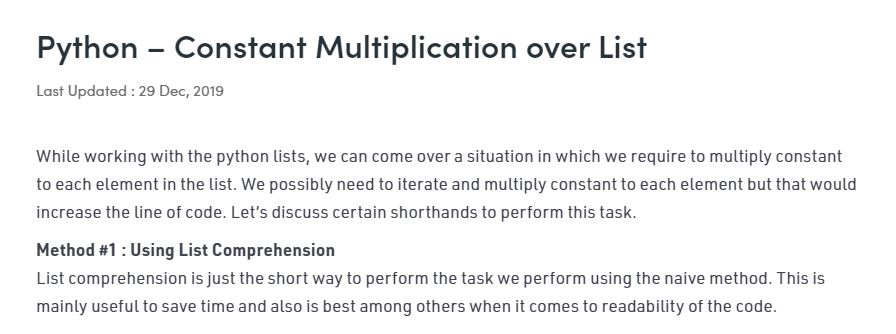 Python – Constant Multiplication over List
Last Updated : 29 Dec, 2019
While working with the python lists, we can come over a situation in which we require to multiply constant
to each element in the list. We possibly need to iterate and multiply constant to each element but that would
increase the line of code. Let’s discuss certain shorthands to perform this task.
Method #1 : Using List Comprehension
List comprehension is just the short way to perform the task we perform using the naive method. This is
mainly useful to save time and also is best among others when it comes to readability of the code.